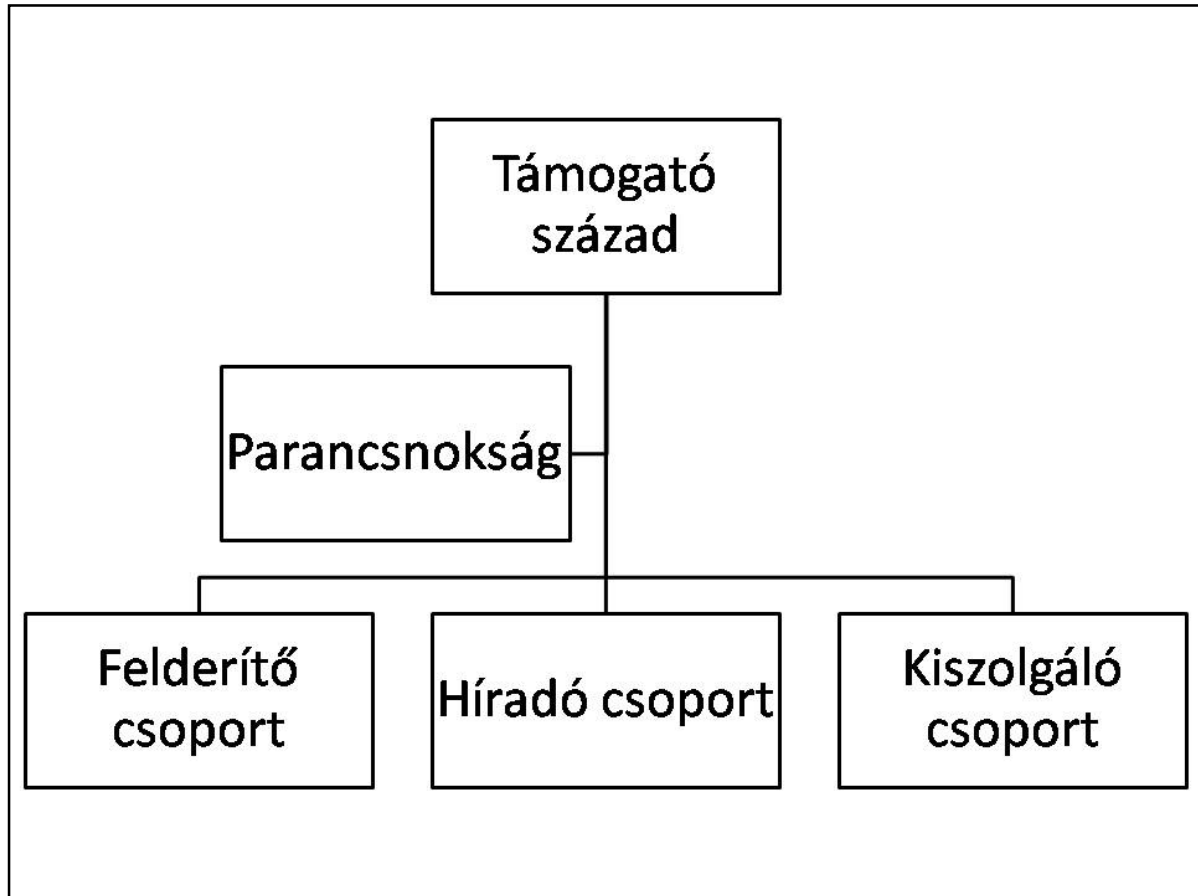 Támogató
század
Parancsnokság
Felderítő
csoport
Híradó csoport
Kiszolgáló
csoport